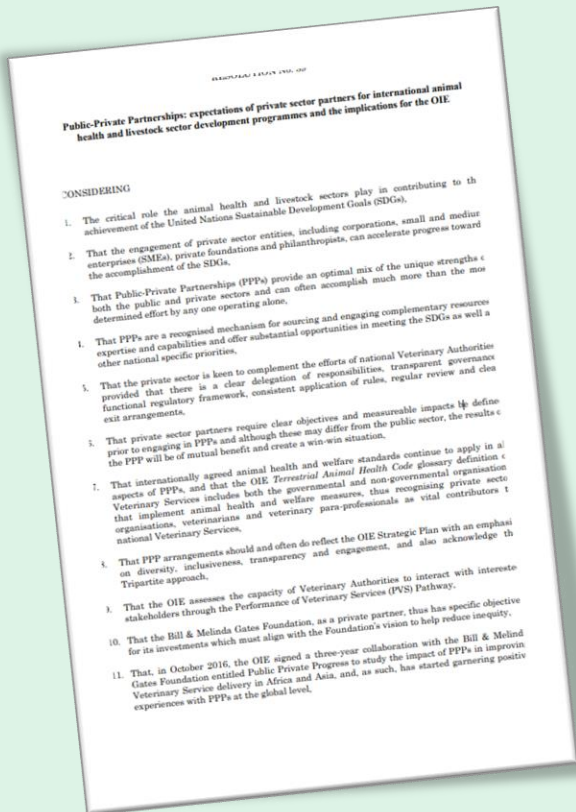 Public-Private Partnerships: expectations of private sector partners for international animal
health and livestock sector development programmes and the implications for the OIE
CONSIDERING
1. The critical role the animal health and livestock sectors play in contributing to th
achievement of the United Nations Sustainable Development Goals (SDGs),
2. That the engagement of private sector entities, including corporations, small and medium
enterprises (SMEs), private foundations and philanthropists, can accelerate progress toward
the accomplishment of the SDGs,
3. That Public-Private Partnerships (PPPs) provide an optimal mix of the unique strengths
both the public and private sectors and can often accomplish much more than the mos
determined effort by any one operating alone,
4. That PPPs are a recognised mechanism for sourcing and engaging complementary resources
expertise and capabilities and offer substantial opportunities in meeting the SDGs as well a
other national specific priorities,
5. That the private sector is keen to complement the efforts of national Veterinary Authorities
provided that there is a clear delegation of responsibilities, transparent governance
functional regulatory framework, consistent application of rules, regular review and clea
exit arrangements,
That private sector partners require clear objectives and measureable impacts be define
prior to engaging in PPPs and although these may differ from the public sector, the results
the PPP will be of mutual benefit and create a win-win situation,
7. That internationally agreed animal health and welfare standards continue to apply in a
aspects of PPPs, and that the OIE Terrestrial Animal Health Code glossary definition
Veterinary Services includes both the governmental and non-governmental organisation
that implement animal health and welfare measures, thus recognising private secto
organisations, veterinarians and veterinary para-professionals as vital contributors t
national Veterinary Services,
8. That PPP arrangements should and often do reflect the OIE Strategic Plan with an emphasi
on diversity, inclusiveness, transparency and engagement, and also acknowledge th
Tripartite approach,
9. That the OIE assesses the capacity of Veterinary Authorities to interact with intereste
stakeholders through the Performance of Veterinary Services (PVS) Pathway,
10. That the Bill & Melinda Gates Foundation, as a private partner, thus has specific objective
for its investments which must align with the Foundation's vision to help reduce inequity,
11. That, in October 2016, the OIE signed a three-year collaboration with the Bill & Melind
Gates Foundation entitled Public Private Progress to study the impact of PPPs in improvin
Veterinary Service delivery in Africa and Asia, and, as such, has started garnering positiv
experiences with PPPs at the global level,